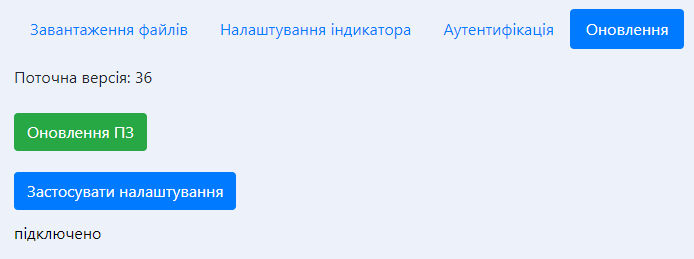 Завантаження файлів Налаштування індикатора Аутентифікація Оновлення
Поточна версія: 36
Оновлення ПЗ
Застосувати налаштування
підключено